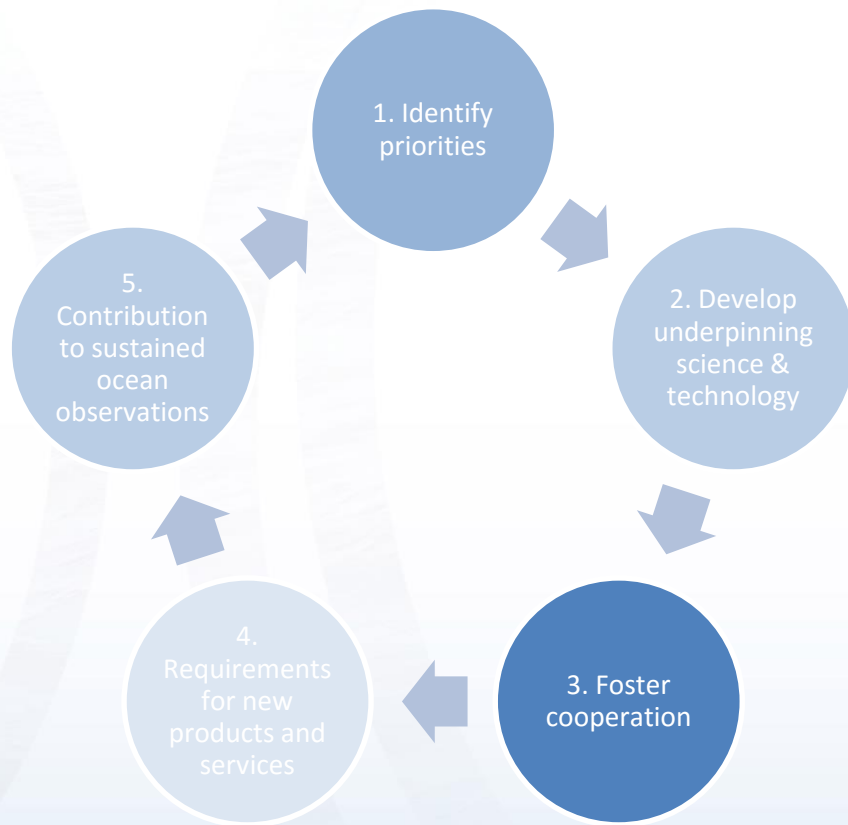 1. Identify
priorities
2. Develop
underpinning
science &
technology
3. Foster
cooperation
4.
Requirements
for new
products and
services
5.
Contribution
to sustained
ocean
observations